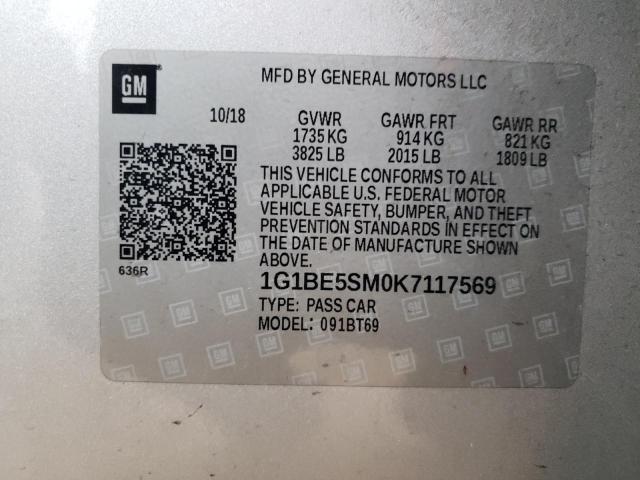 GM
MFD BY GENERAL MOTORS LLC
10/18 GVWR GAWR FRT GAWR RR
1735 KG 914 KG 821 KG
3825 LB 2015 LB 1809 LB
THIS VEHICLE CONFORMS TO ALL
APPLICABLE U.S. FEDERAL MOTOR
VEHICLE SAFETY, BUMPER, AND THEFT
PREVENTION STANDARDS IN EFFECT ON
THE DATE OF MANUFACTURE SHOWN
ABOVE.
636R
1G1BE5SM0K7117569
TYPE: PASS CAR
MODEL: 091BT69